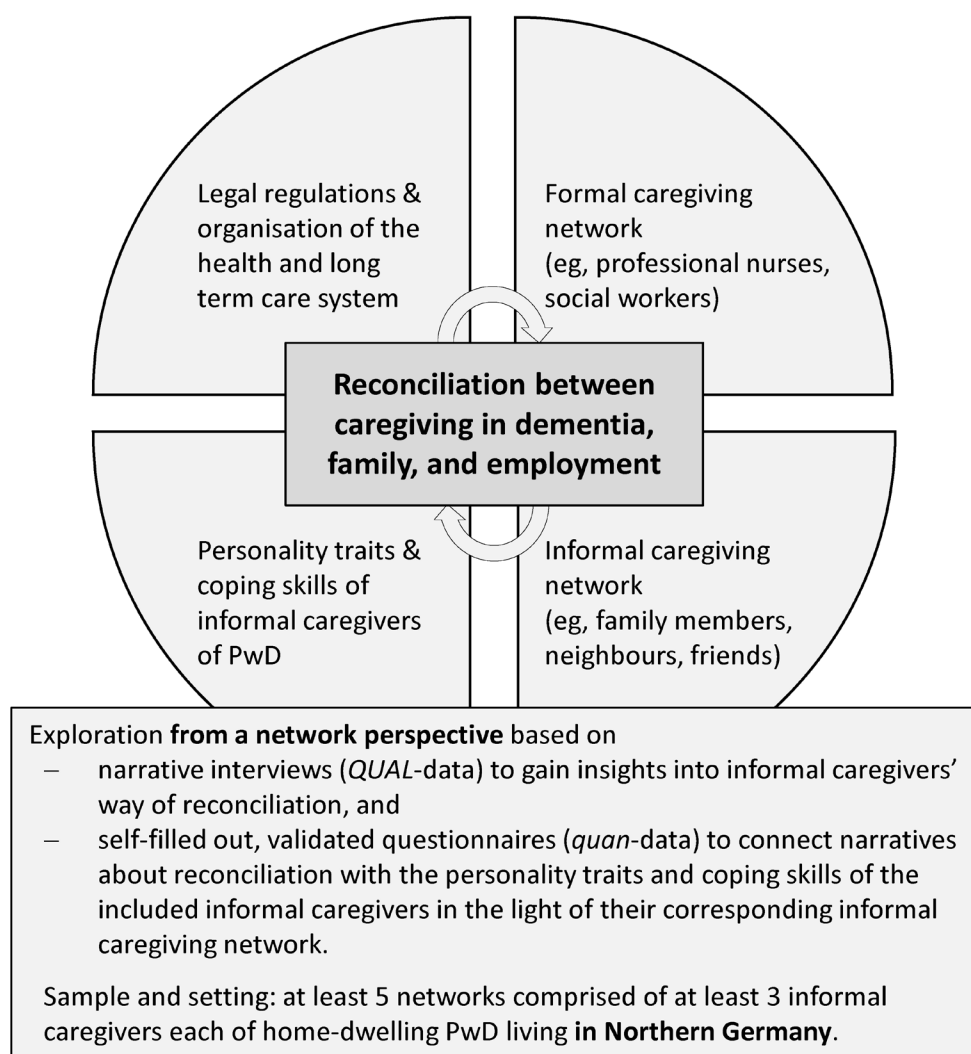 Legal regulations &
organisation of the
health and long
term care system
Formal caregiving
network
(eg, professional nurses,
social workers)
Reconciliation between
caregiving in dementia,
family, and employment
Personality traits &
coping skills of
informal caregivers
of PwD
Informal caregiving
network
(eg, family members,
neighbours, friends)
Exploration from a network perspective based on
– narrative interviews (QUAL-data) to gain insights into informal caregivers’
way of reconciliation, and
– self-filled out, validated questionnaires (quan-data) to connect narratives
about reconciliation with the personality traits and coping skills of the
included informal caregivers in the light of their corresponding informal
caregiving network.
Sample and setting: at least 5 networks comprised of at least 3 informal
caregivers each of home-dwelling PwD living in Northern Germany.